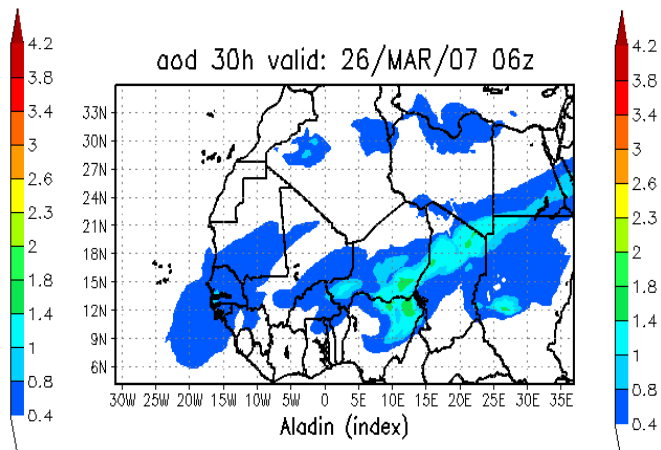 aod 30h valid: 26/MAR/07 06z
4.2
3.8
3.4
3
2.6
2.3
2
1.8
1.4
1
0.8
0.4
33N
30N
27N
24N
21N
18N
15N
12N
9N
6N
30W 25W 20W 15W 10W 5W 0 5E 10E 15E 20E 25E 30E 35E
Aladin (index)
4.2
3.8
3.4
3
2.6
2.3
2
1.8
1.4
1
0.8
0.4